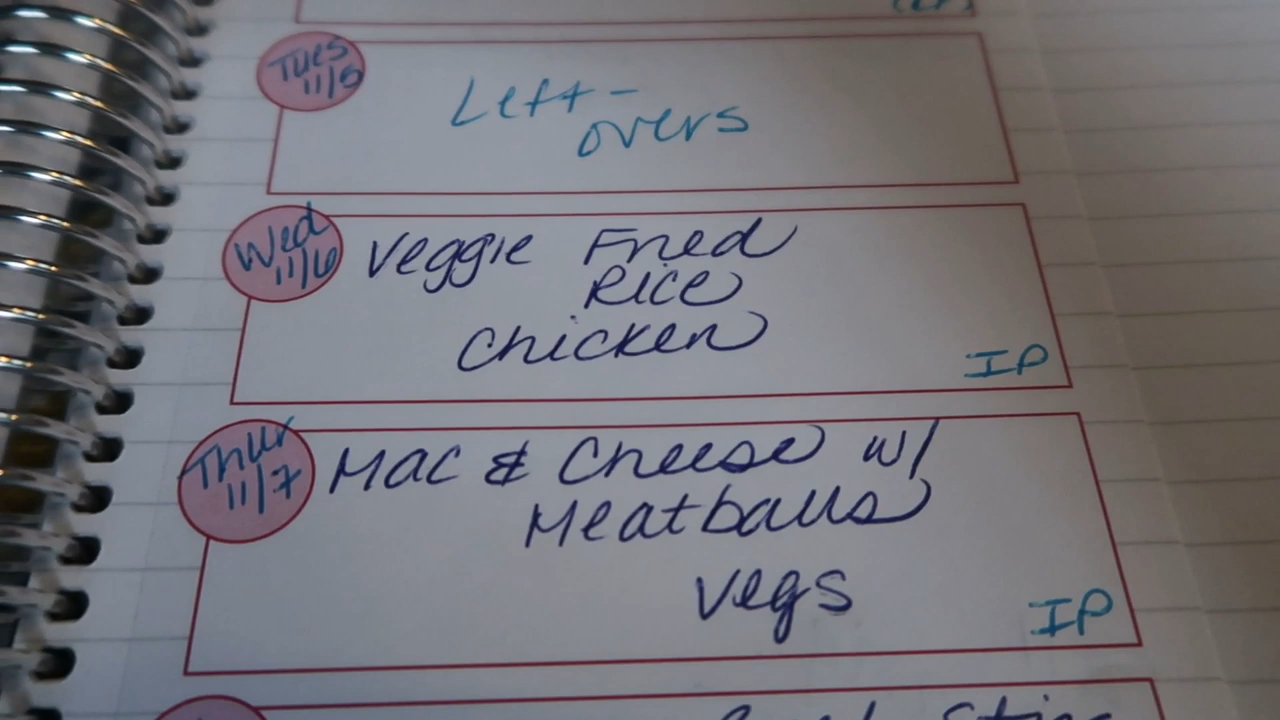 Tues
11/5
Left-
overs
Wed
11/6
Veggie Fried
Rice
Chicken
IP
Thur
11/7
Mac & Cheese w/
Meatballs
Vegs
IP